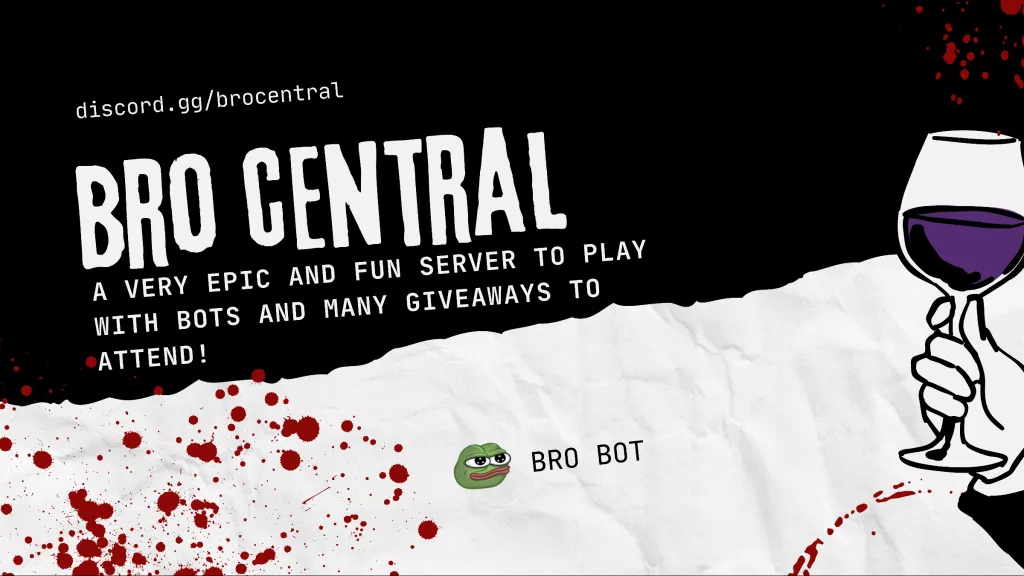 discord.gg/brocentral
BRO CENTRAL
A VERY EPIC AND FUN SERVER TO PLAY
WITH BOTS AND MANY GIVEAWAYS TO
ATTEND!
BRO BOT